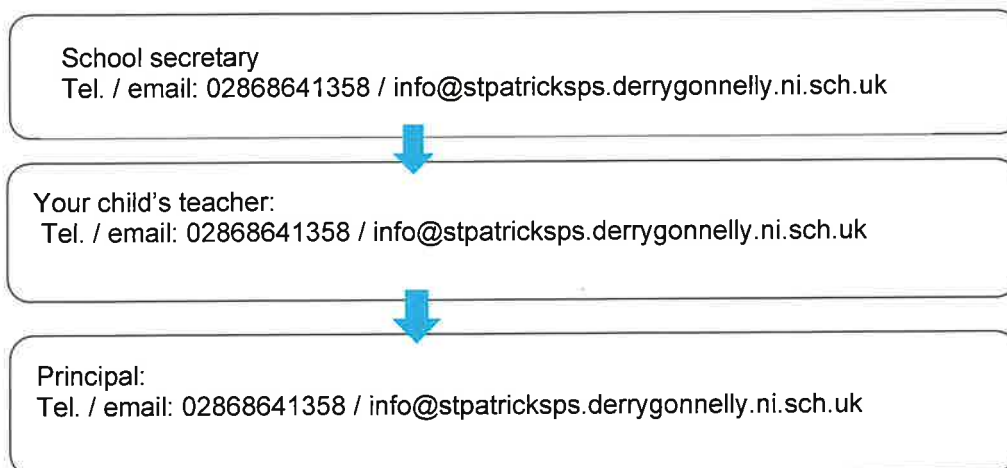 School secretary
Tel. / email: 02868641358 / info@stpatricksps.derrygonnelly.ni.sch.uk
Your child's teacher:
Tel. / email: 02868641358 / info@stpatricksps.derrygonnelly.ni.sch.uk
Principal:
Tel. / email: 02868641358 / info@stpatricksps.derrygonnelly.ni.sch.uk